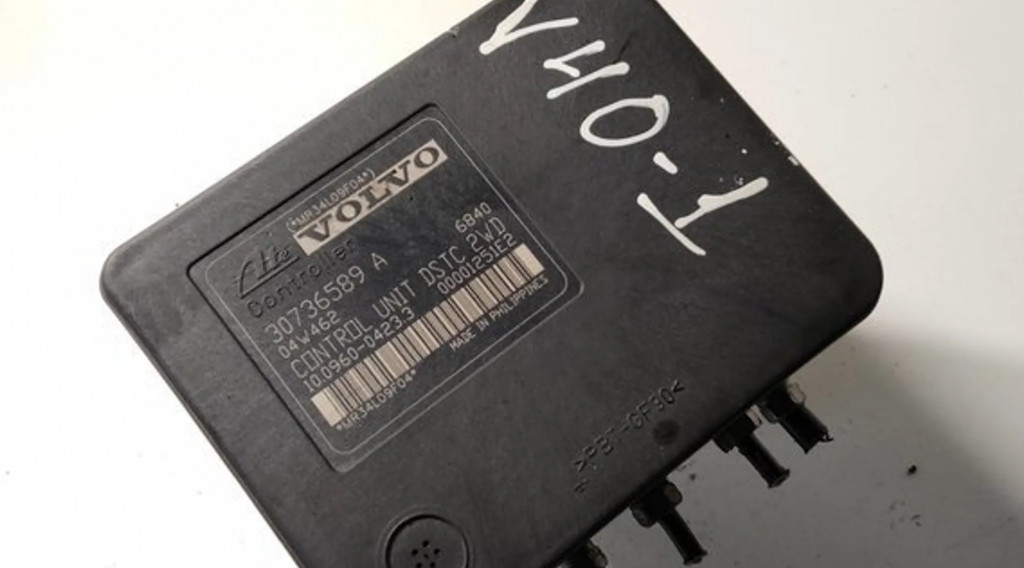 V40-1
*MR34L09F04*)
VOLVO
Ate
Controller
30736589 A
6840
04W462
CONTROL UNIT DSTC 2WD
10.0960-0423.3
00001251E2
*MR34L09F04*
MADE IN PHILIPPINES
>PBT-GF30<